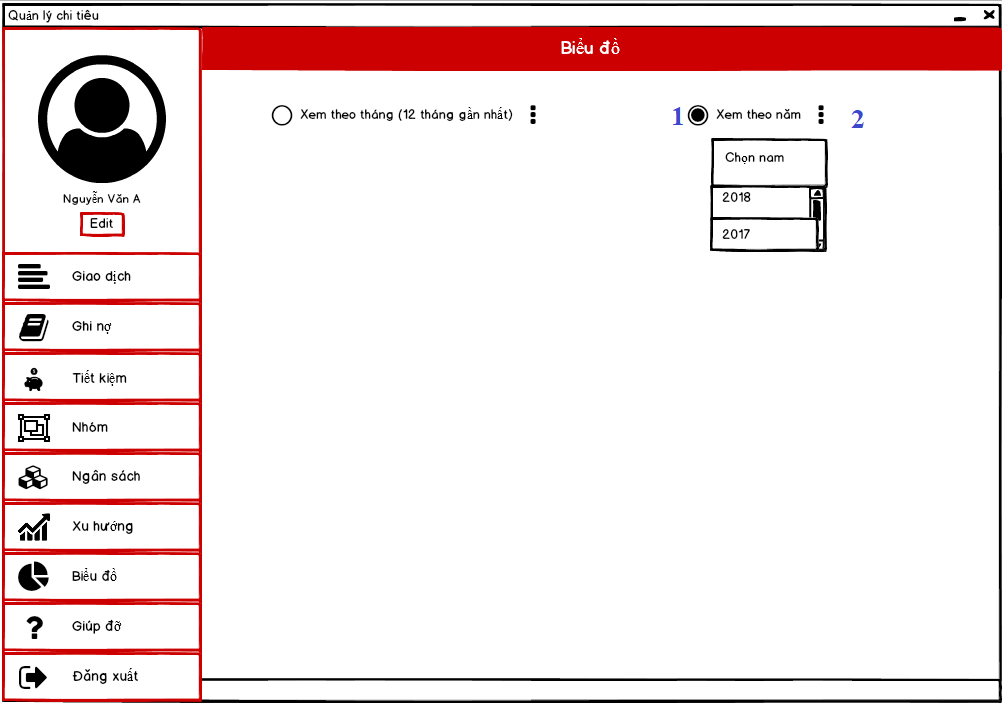 Quản lý chi tiêu
Biểu đồ
Xem theo tháng (12 tháng gần nhất)
1
Xem theo năm
2
Chọn nam
2018
2017
Nguyễn Văn A
Edit
Giao dịch
Ghi nợ
Tiết kiệm
Nhóm
Ngân sách
Xu hướng
Biểu đồ
Giúp đỡ
Đăng xuất